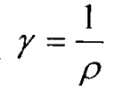 γ = 1/ρ